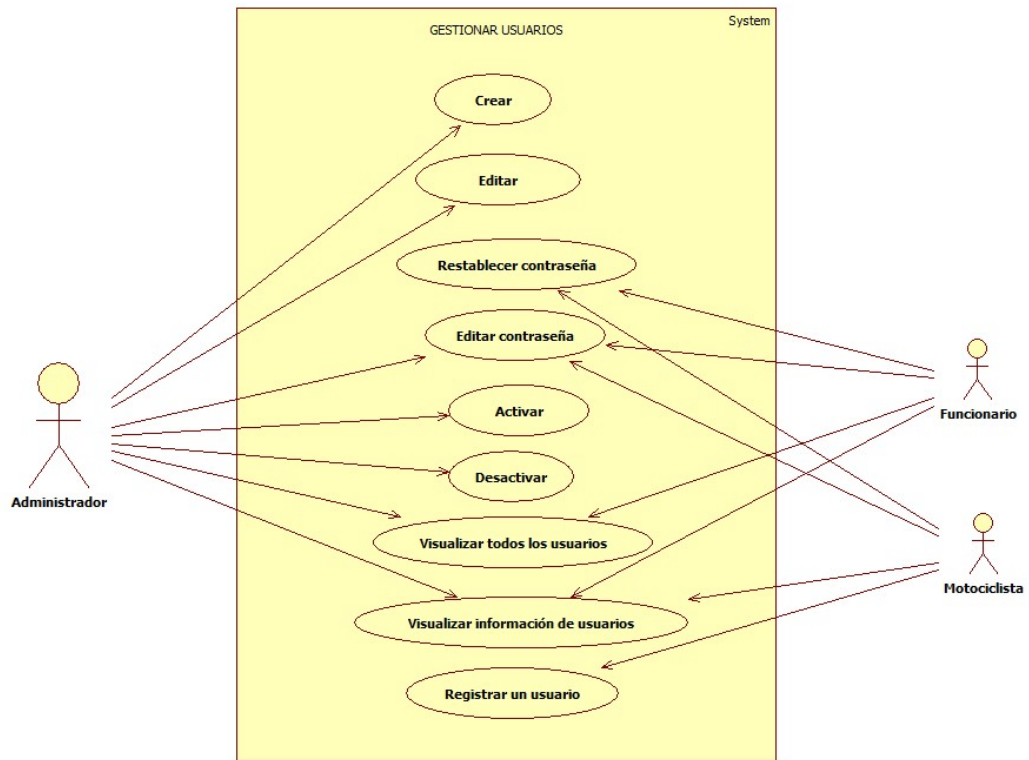 System
GESTIONAR USUARIOS
Crear
Editar
Restablecer contraseña
Editar contraseña
Activar
Desactivar
Visualizar todos los usuarios
Visualizar información de usuarios
Registrar un usuario
Administrador
Funcionario
Motociclista